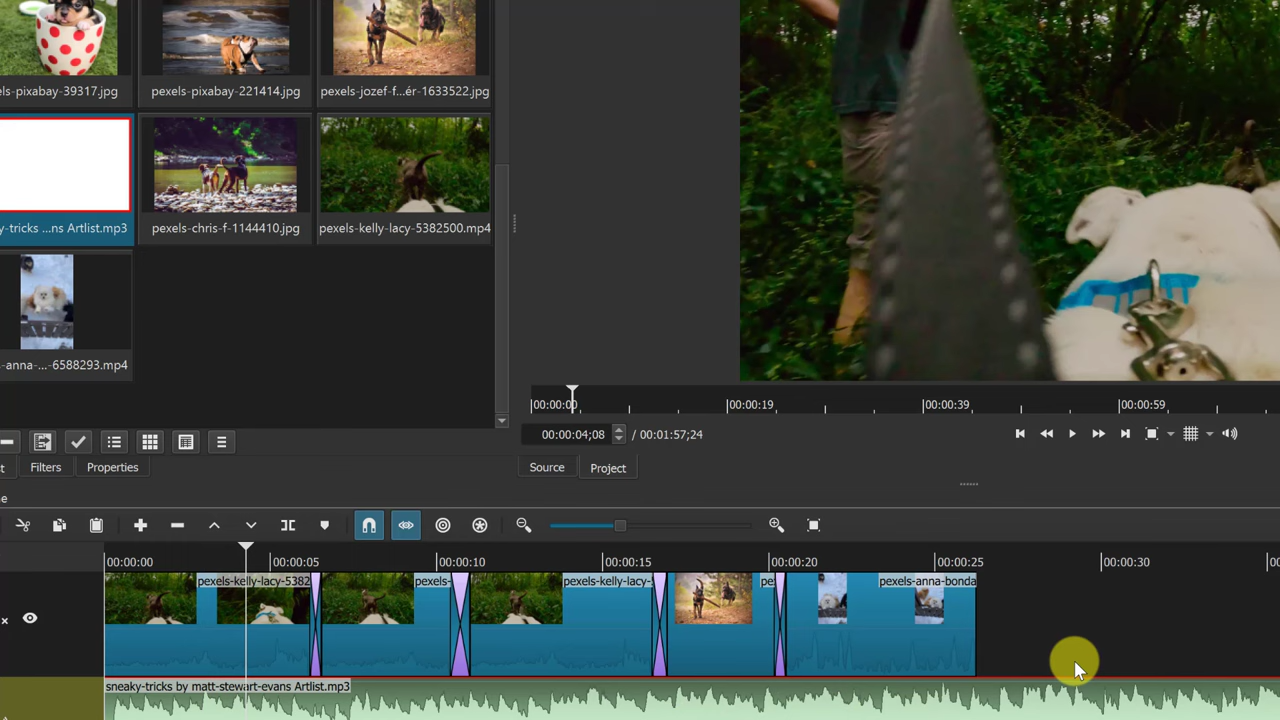 pels-pixabay-39317.jpg
pexels-pixabay-221414.jpg
pexels-jozef-f...ér-1633522.jpg
y-tricks ...ns Artlist.mp3
pexels-chris-f-1144410.jpg
pexels-kelly-lacy-5382500.mp4
s-anna-...-6588293.mp4
00:00:00
00:00:19
00:00:39
00:00:59
00:00:04;08
/ 00:01:57;24
t
Filters
Properties
Source
Project
ne
00:00:00
00:00:05
00:00:10
00:00:15
00:00:20
00:00:25
00:00:30
00
pexels-kelly-lacy-5382
pexels-
pexels-kelly-lacy-5
pe
pexels-anna-bonda
sneaky-tricks by matt-stewart-evans Artlist.mp3